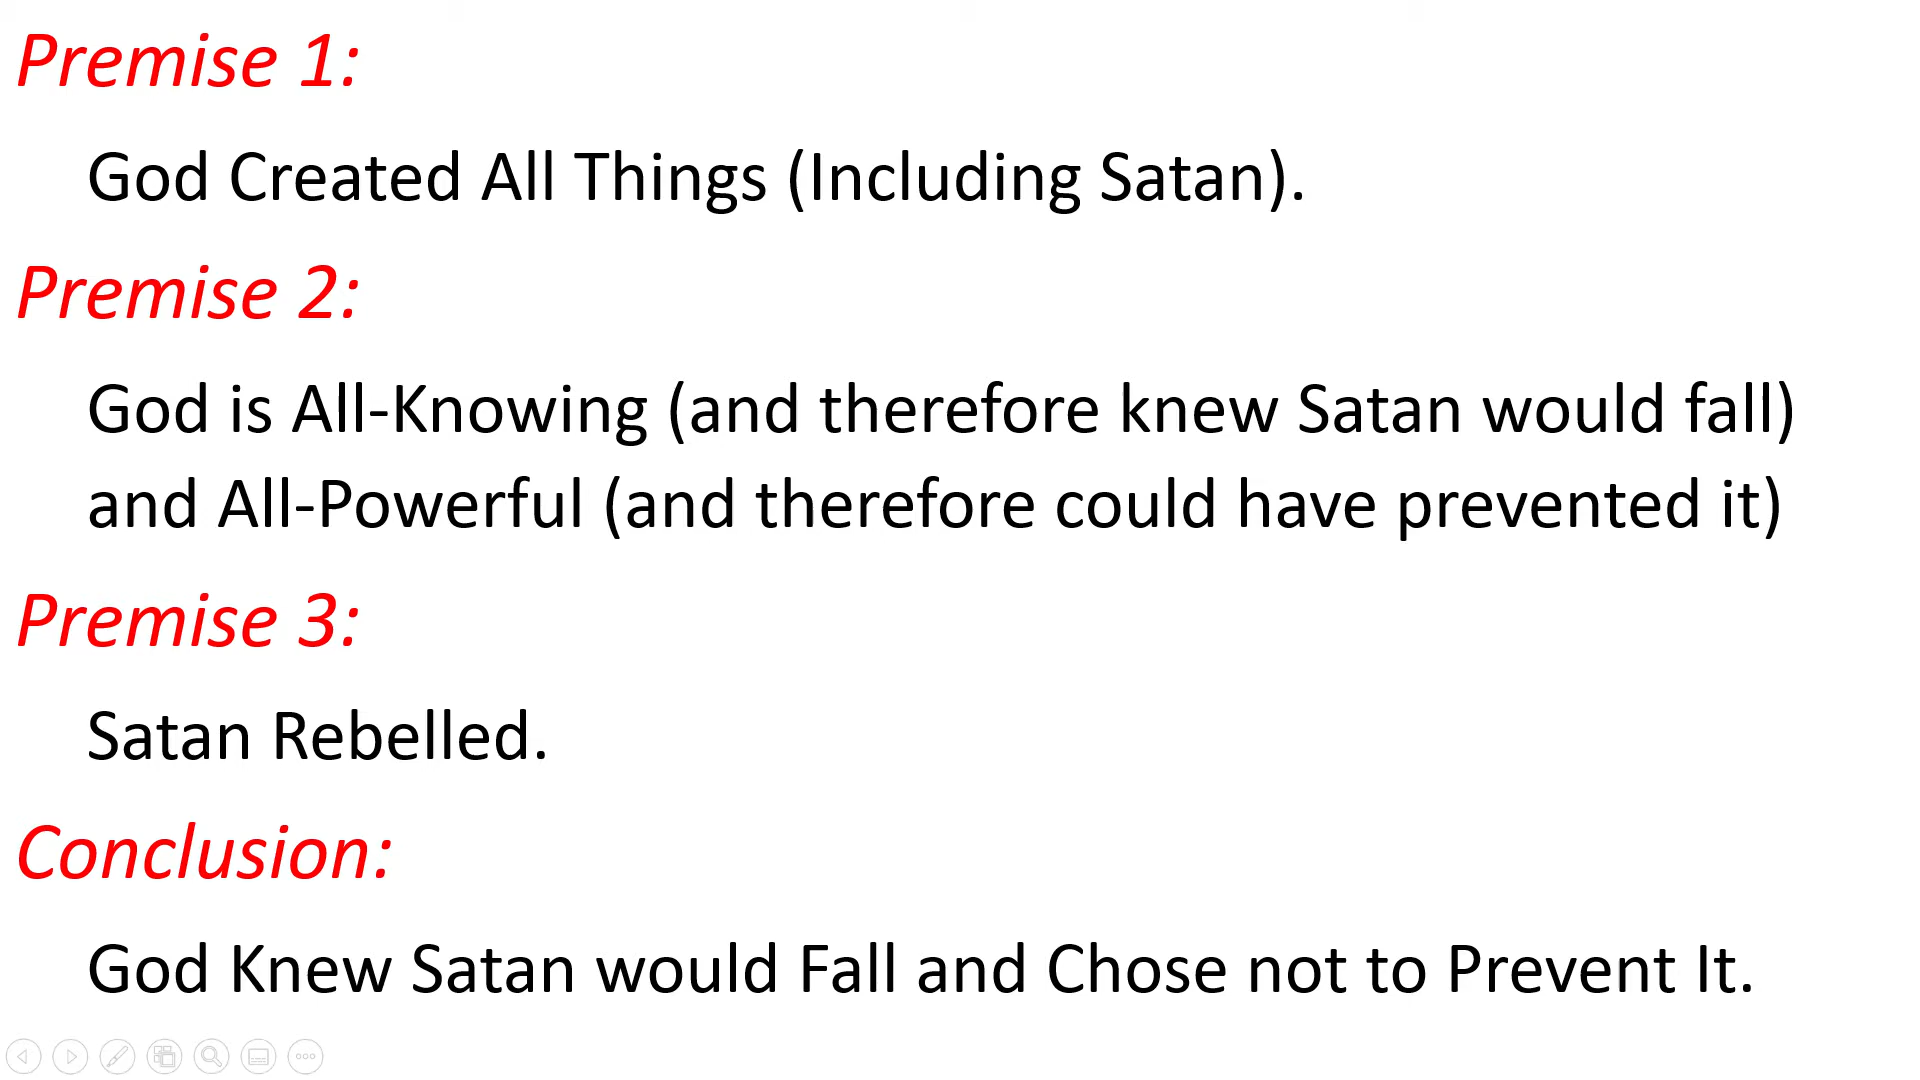 Premise 1:
God Created All Things (Including Satan).
Premise 2:
God is All-Knowing (and therefore knew Satan would fall)
and All-Powerful (and therefore could have prevented it)
Premise 3:
Satan Rebelled.
Conclusion:
God Knew Satan would Fall and Chose not to Prevent It.